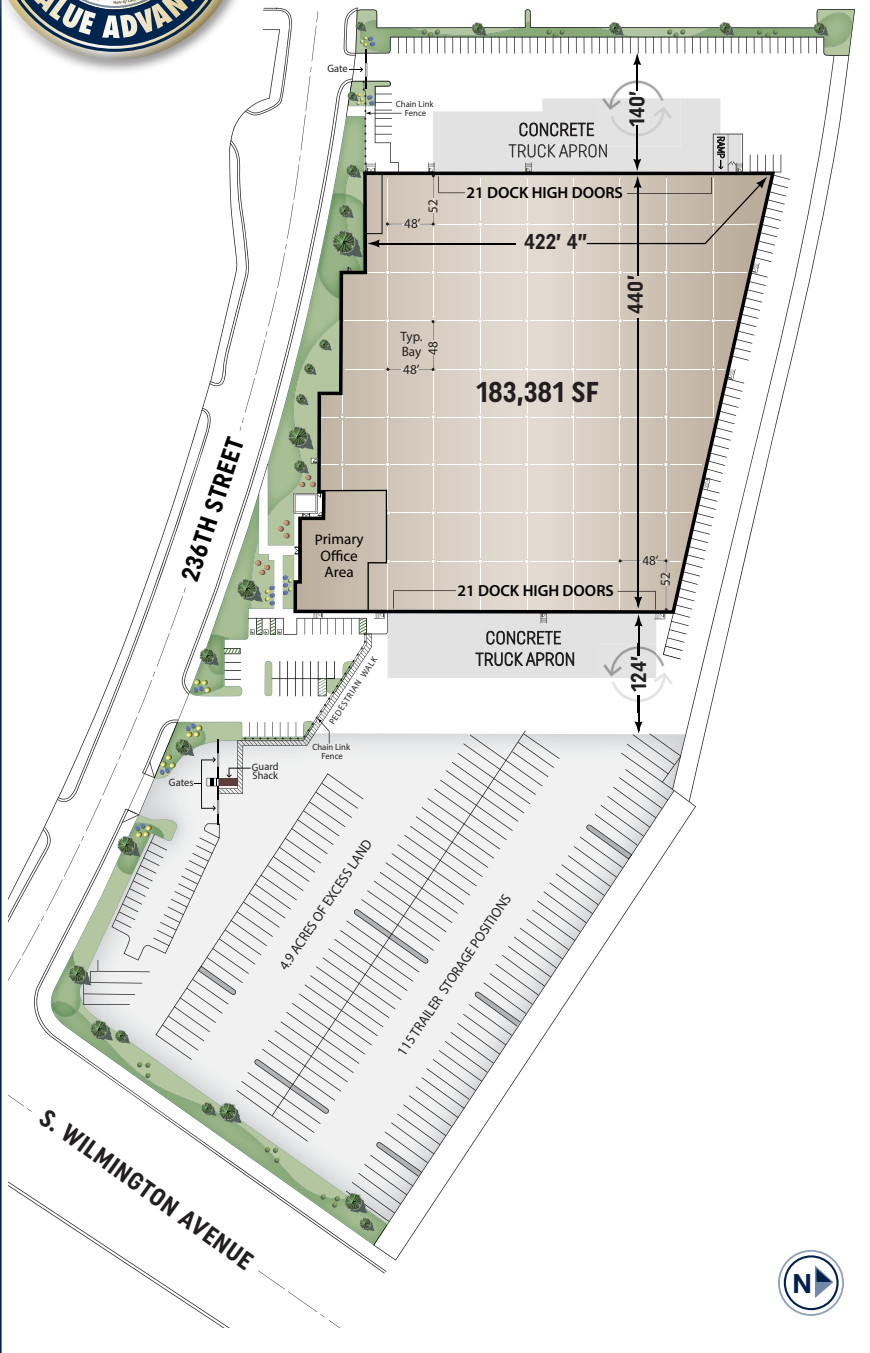 VALUE ADVAN
Gate
Chain Link
Fence
140'
CONCRETE
TRUCK APRON
RAMP
21 DOCK HIGH DOORS
52
48'
422' 4"
440'
Typ.
Bay
48
48'
183,381 SF
236TH STREET
Primary
Office
Area
48'
52
21 DOCK HIGH DOORS
CONCRETE
TRUCK APRON
124'
PEDESTRIAN WALK
Chain Link
Fence
Guard
Shack
Gates
4.9 ACRES OF EXCESS LAND
115 TRAILER STORAGE POSITIONS
S. WILMINGTON AVENUE
N